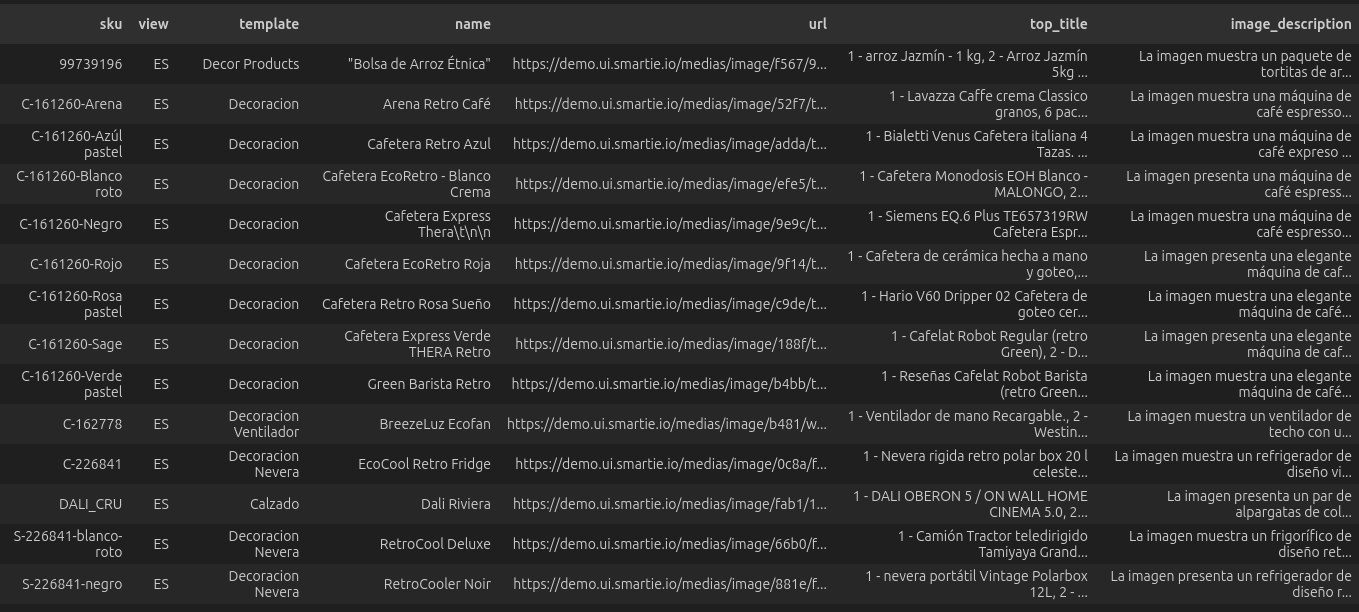 sku view template name url top_title image_description
99739196 ES Decor Products "Bolsa de Arroz Étnica" https://demo.ui.smartie.io/medias/image/f567/9... 1 - arroz Jazmín - 1 kg, 2 - Arroz Jazmín 5kg ... La imagen muestra un paquete de tortitas de ar...
C-161260-Arena ES Decoracion Arena Retro Café https://demo.ui.smartie.io/medias/image/52f7/t... 1 - Lavazza Caffe crema Classico granos, 6 pac... La imagen muestra una máquina de café espresso...
C-161260-Azúl pastel ES Decoracion Cafetera Retro Azul https://demo.ui.smartie.io/medias/image/adda/t... 1 - Bialetti Venus Cafetera italiana 4 Tazas. ... La imagen muestra una máquina de café expreso ...
C-161260-Blanco roto ES Decoracion Cafetera EcoRetro - Blanco Crema https://demo.ui.smartie.io/medias/image/efe5/t... 1 - Cafetera Monodosis EOH Blanco - MALONGO, 2... La imagen presenta una máquina de café espress...
C-161260-Negro ES Decoracion Cafetera Express Thera\t\n\n https://demo.ui.smartie.io/medias/image/9e9c/t... 1 - Siemens EQ.6 Plus TE657319RW Cafetera Espr... La imagen muestra una máquina de café espresso...
C-161260-Rojo ES Decoracion Cafetera EcoRetro Roja https://demo.ui.smartie.io/medias/image/9f14/t... 1 - Cafetera de cerámica hecha a mano y goteo,... La imagen presenta una elegante máquina de caf...
C-161260-Rosa pastel ES Decoracion Cafetera Retro Rosa Sueño https://demo.ui.smartie.io/medias/image/c9de/t... 1 - Hario V60 Dripper 02 Cafetera de goteo cer... La imagen muestra una elegante máquina de café...
C-161260-Sage ES Decoracion Cafetera Express Verde THERA Retro https://demo.ui.smartie.io/medias/image/188f/t... 1 - Cafelat Robot Regular (retro Green), 2 - D... La imagen presenta una elegante máquina de caf...
C-161260-Verde pastel ES Decoracion Green Barista Retro https://demo.ui.smartie.io/medias/image/b4bb/t... 1 - Reseñas Cafelat Robot Barista (retro Green... La imagen muestra una elegante máquina de café...
C-162778 ES Decoracion Ventilador BreezeLuz Ecofan https://demo.ui.smartie.io/medias/image/b481/w... 1 - Ventilador de mano Recargable., 2 - Westin... La imagen muestra un ventilador de techo con u...
C-226841 ES Decoracion Nevera EcoCool Retro Fridge https://demo.ui.smartie.io/medias/image/0c8a/f... 1 - Nevera rigida retro polar box 20 l celeste... La imagen muestra un refrigerador de diseño vi...
DALI_CRU ES Calzado Dali Riviera https://demo.ui.smartie.io/medias/image/fab1/1... 1 - DALI OBERON 5 / ON WALL HOME CINEMA 5.0, 2... La imagen presenta un par de alpargatas de col...
S-226841-blanco-roto ES Decoracion Nevera RetroCool Deluxe https://demo.ui.smartie.io/medias/image/66b0/f... 1 - Camión Tractor teledirigido Tamiyaya Grand... La imagen muestra un frigorífico de diseño ret...
S-226841-negro ES Decoracion Nevera RetroCooler Noir https://demo.ui.smartie.io/medias/image/881e/f... 1 - nevera portátil Vintage Polarbox 12L, 2 - ... La imagen presenta un refrigerador de diseño r...